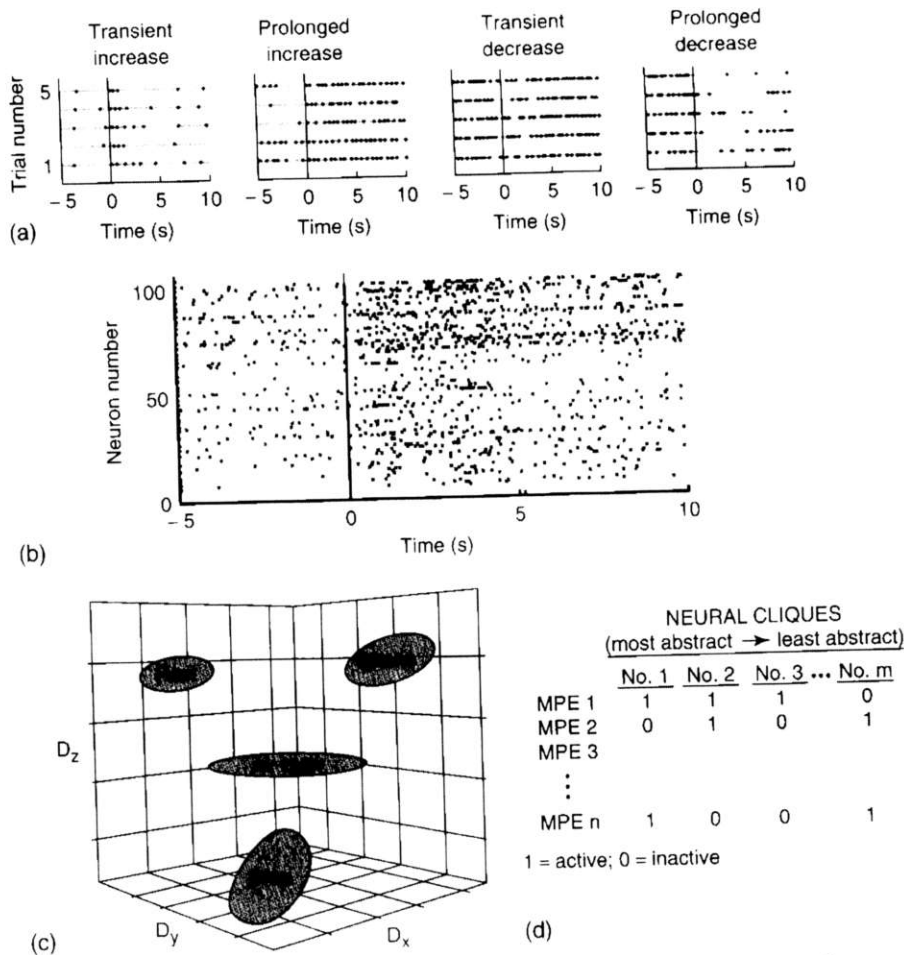 Transient increase
Prolonged increase
Transient decrease
Prolonged decrease
Trial number
5
1
– 5 0 5 10
– 5 0 5 10
– 5 0 5 10
– 5 0 5 10
Time (s)
Time (s)
Time (s)
Time (s)
(a)
Neuron number
100
50
0
– 5 0 5 10
Time (s)
(b)
D_z
D_y
D_x
(c)
NEURAL CLIQUES
(most abstract → least abstract)
No. 1 No. 2 No. 3 ••• No. m
MPE 1 1 1 1 0
MPE 2 0 1 0 1
MPE 3
⋮
MPE n 1 0 0 1
1 = active; 0 = inactive
(d)